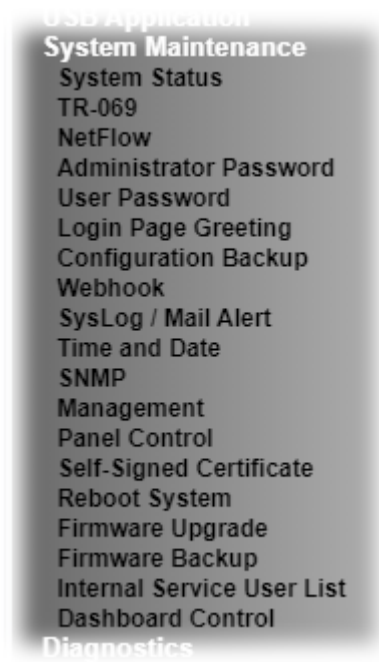 USB Application
System Maintenance
System Status
TR-069
NetFlow
Administrator Password
User Password
Login Page Greeting
Configuration Backup
Webhook
SysLog / Mail Alert
Time and Date
SNMP
Management
Panel Control
Self-Signed Certificate
Reboot System
Firmware Upgrade
Firmware Backup
Internal Service User List
Dashboard Control
Diagnostics